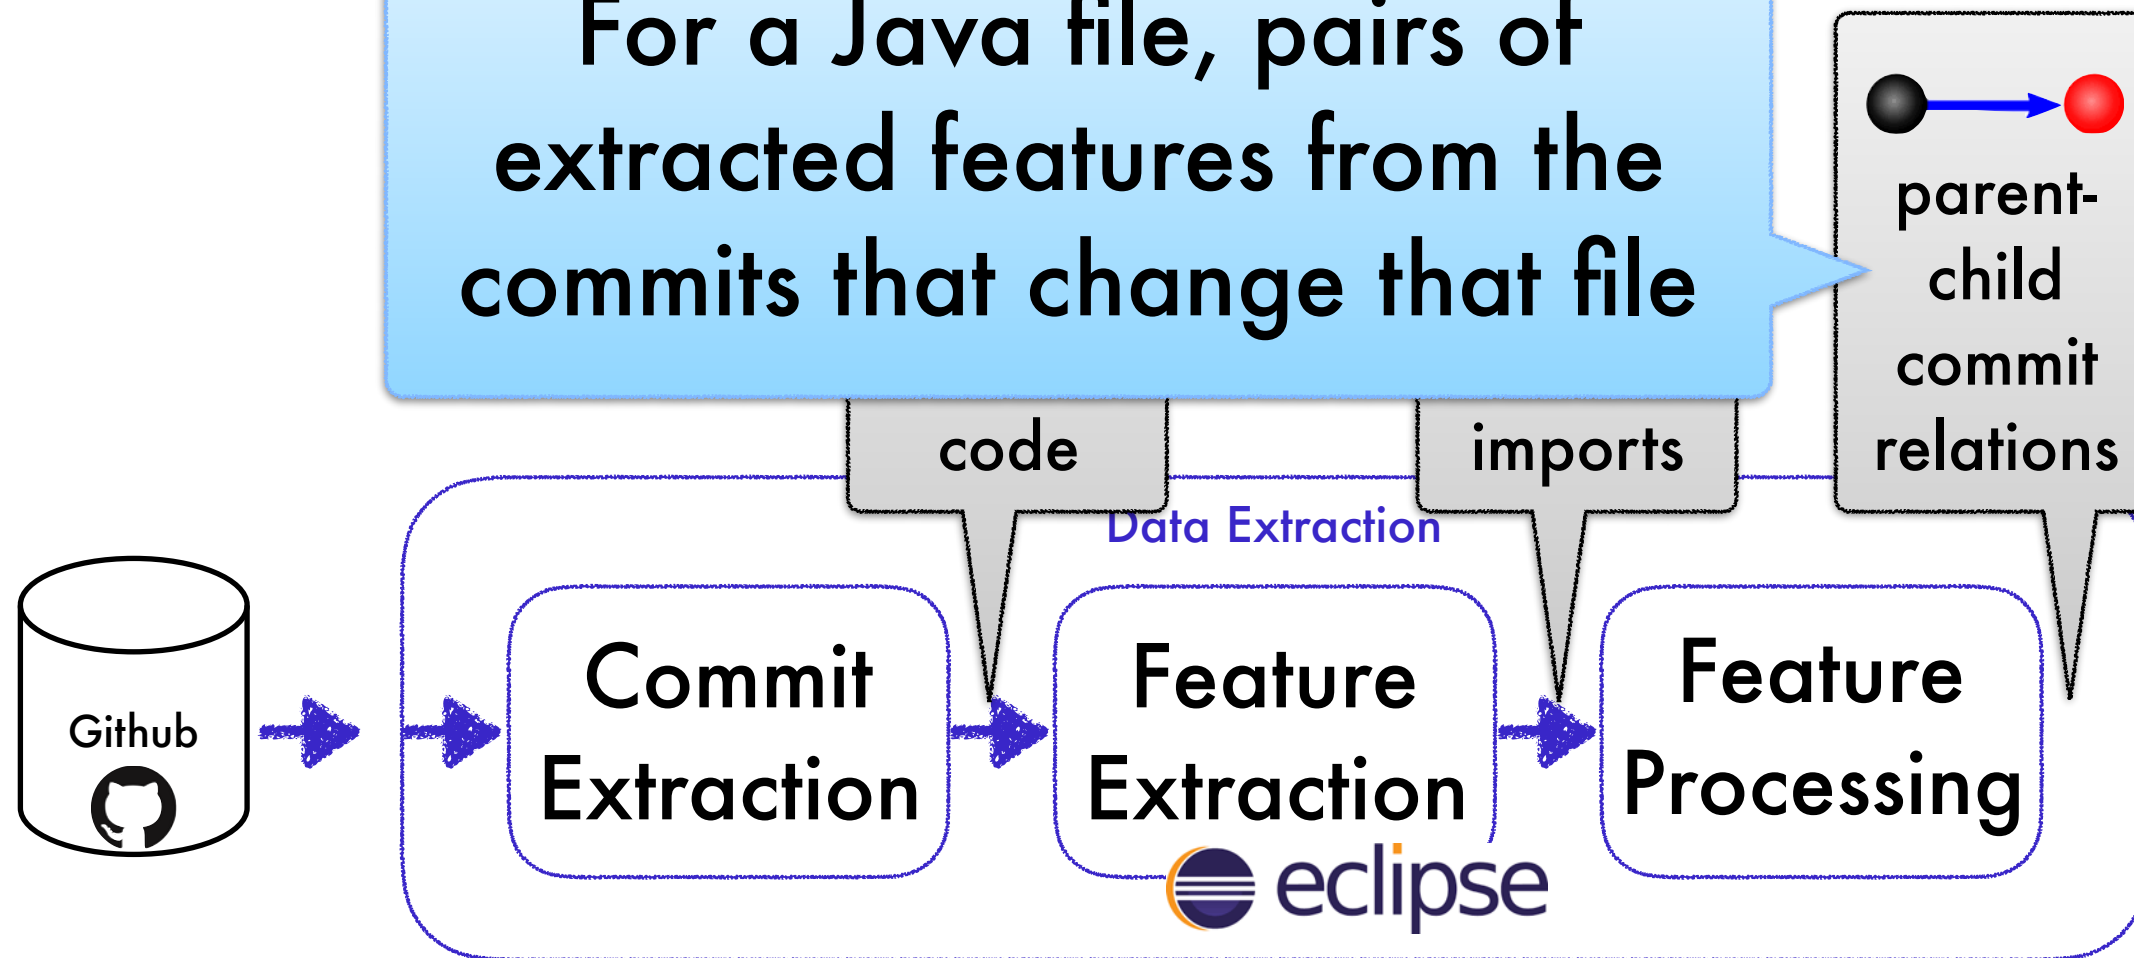 For a Java file, pairs of
extracted features from the
commits that change that file
parent-
child
commit
relations
code
imports
Data Extraction
Github
Commit
Extraction
Feature
Extraction
eclipse
Feature
Processing